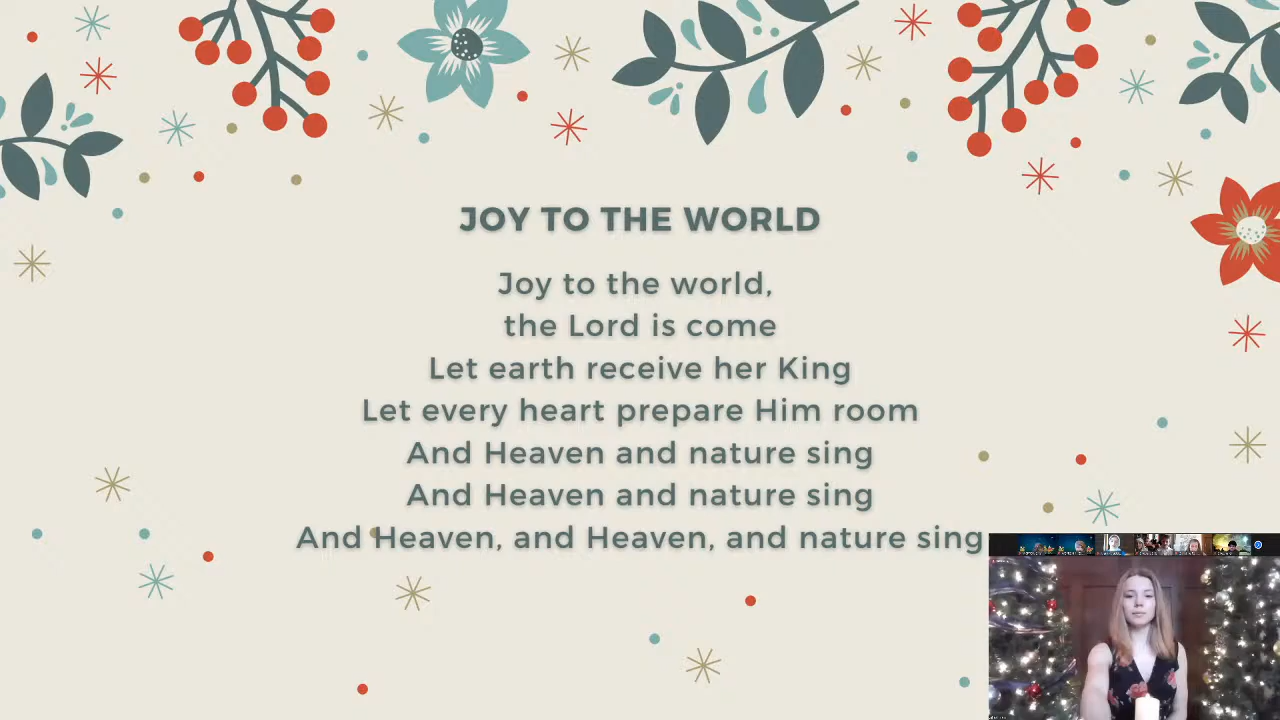 JOY TO THE WORLD
Joy to the world,
the Lord is come
Let earth receive her King
Let every heart prepare Him room
And Heaven and nature sing
And Heaven and nature sing
And Heaven, and Heaven, and nature sing